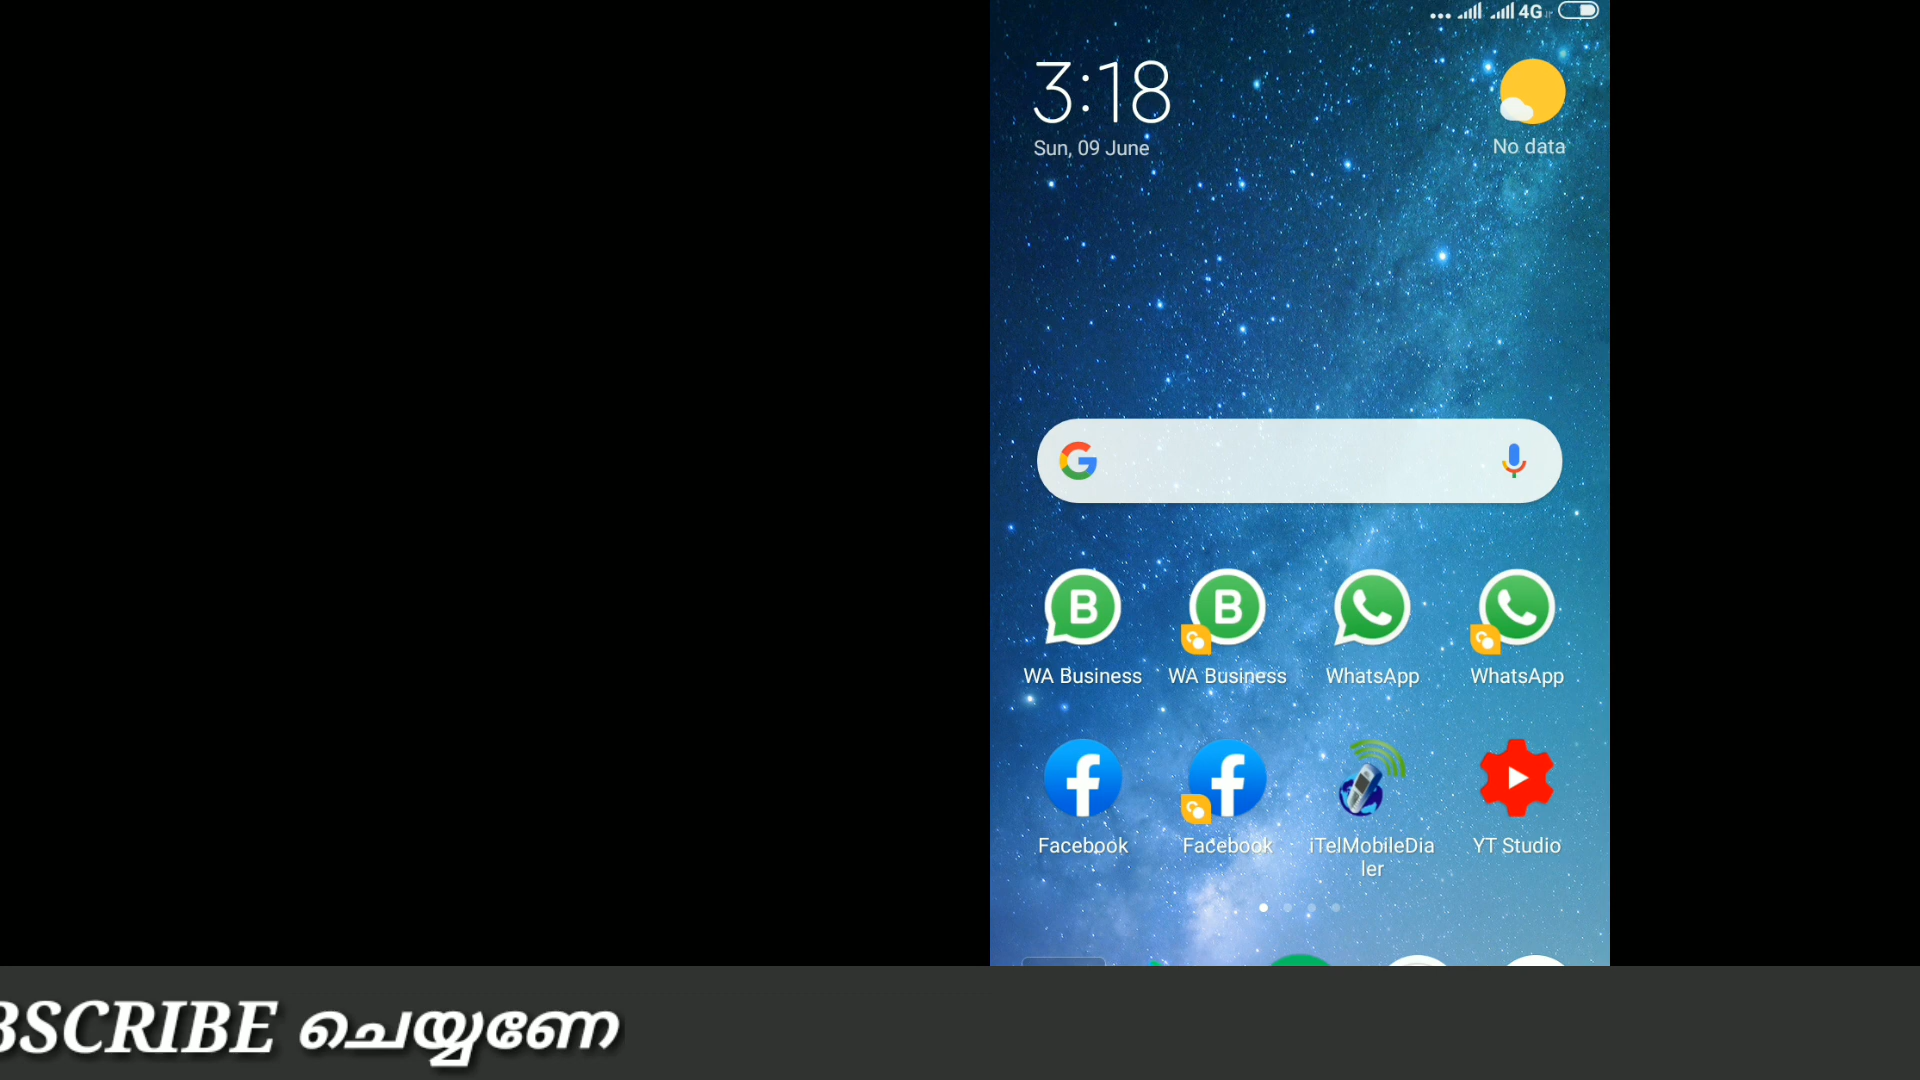 4G
3:18
Sun, 09 June
No data
WA Business
WA Business
WhatsApp
WhatsApp
Facebook
Facebook
iTelMobileDia
ler
YT Studio
BSCRIBE ചെയ്യണേ